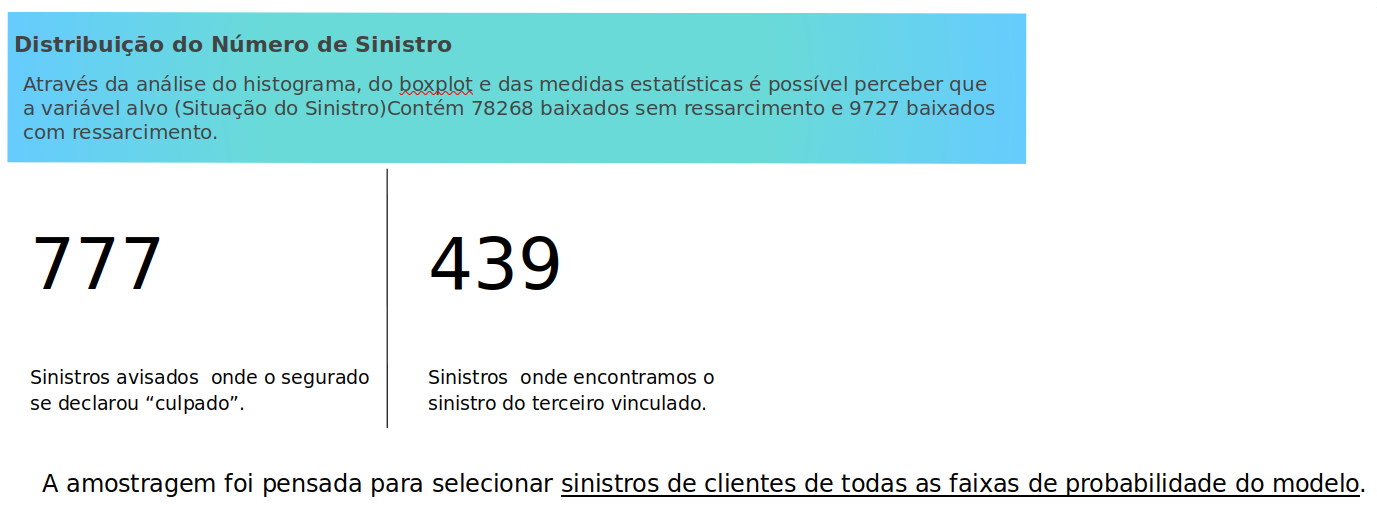 Distribuição do Número de Sinistro
Através da análise do histograma, do boxplot e das medidas estatísticas é possível perceber que
a variável alvo (Situação do Sinistro)Contém 78268 baixados sem ressarcimento e 9727 baixados
com ressarcimento.
777
Sinistros avisados  onde o segurado
se declarou “culpado”.
439
Sinistros  onde encontramos o
sinistro do terceiro vinculado.
A amostragem foi pensada para selecionar sinistros de clientes de todas as faixas de probabilidade do modelo.